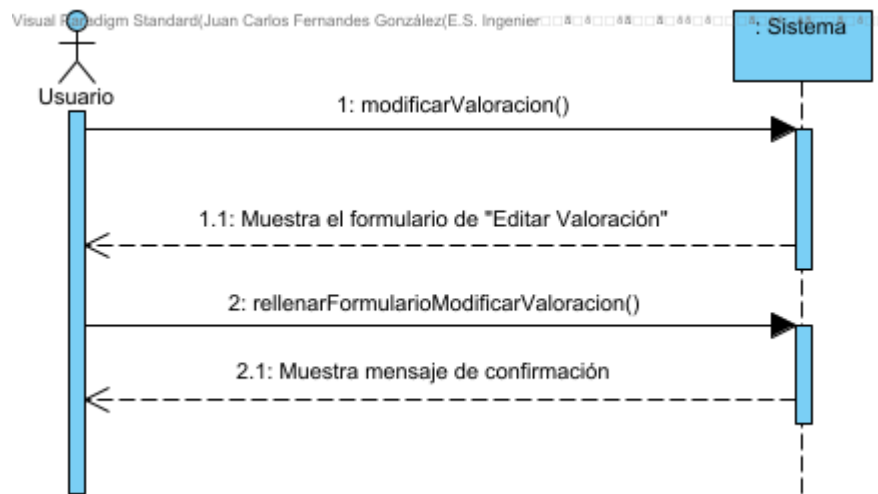 Visual Paradigm Standard(Juan Carlos Fernandes González(E.S. Ingenier
: Sistema
Usuario
1: modificarValoracion()
1.1: Muestra el formulario de "Editar Valoración"
2: rellenarFormularioModificarValoracion()
2.1: Muestra mensaje de confirmación